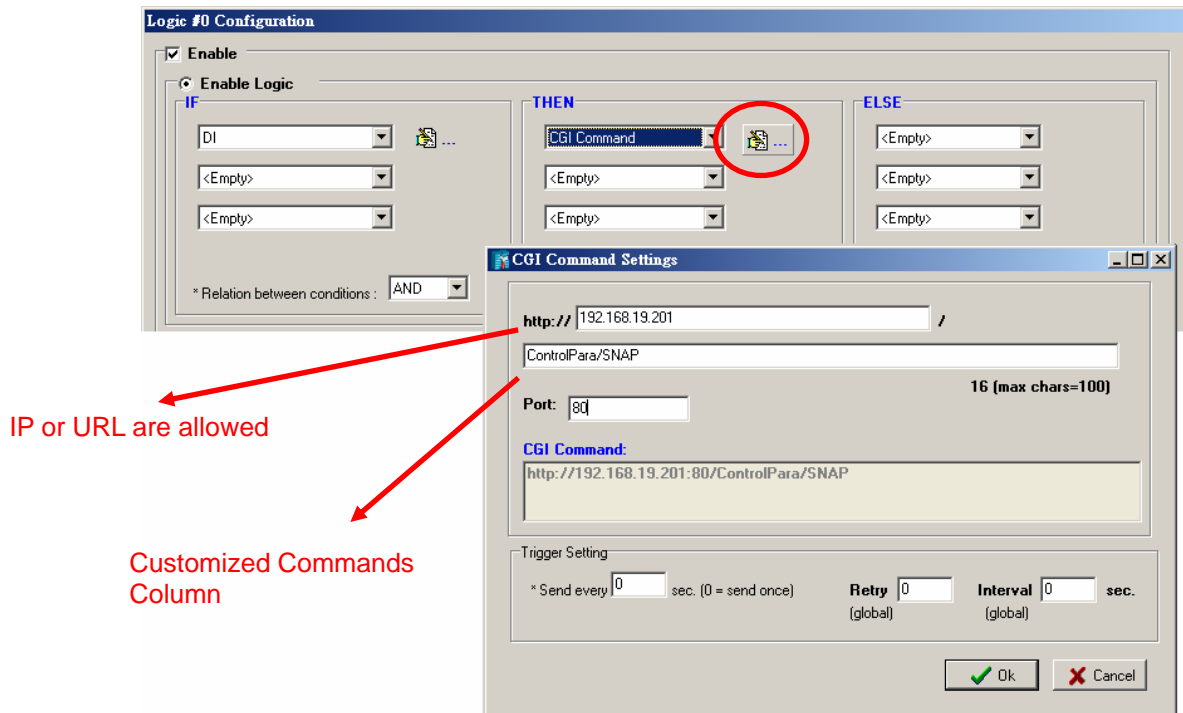 Logic #0 Configuration
Enable
Enable Logic
IF
THEN
ELSE
DI
...
CGI Command
...
<Empty>
<Empty>
<Empty>
<Empty>
<Empty>
<Empty>
<Empty>
* Relation between conditions : AND
CGI Command Settings
http:// 192.168.19.201 /
ControlPara/SNAP
16 (max chars=100)
Port: 80
CGI Command:
http://192.168.19.201:80/ControlPara/SNAP
Trigger Setting
* Send every 0 sec. (0 = send once)
Retry 0
(global)
Interval 0 sec.
(global)
Ok
Cancel
IP or URL are allowed
Customized Commands
Column